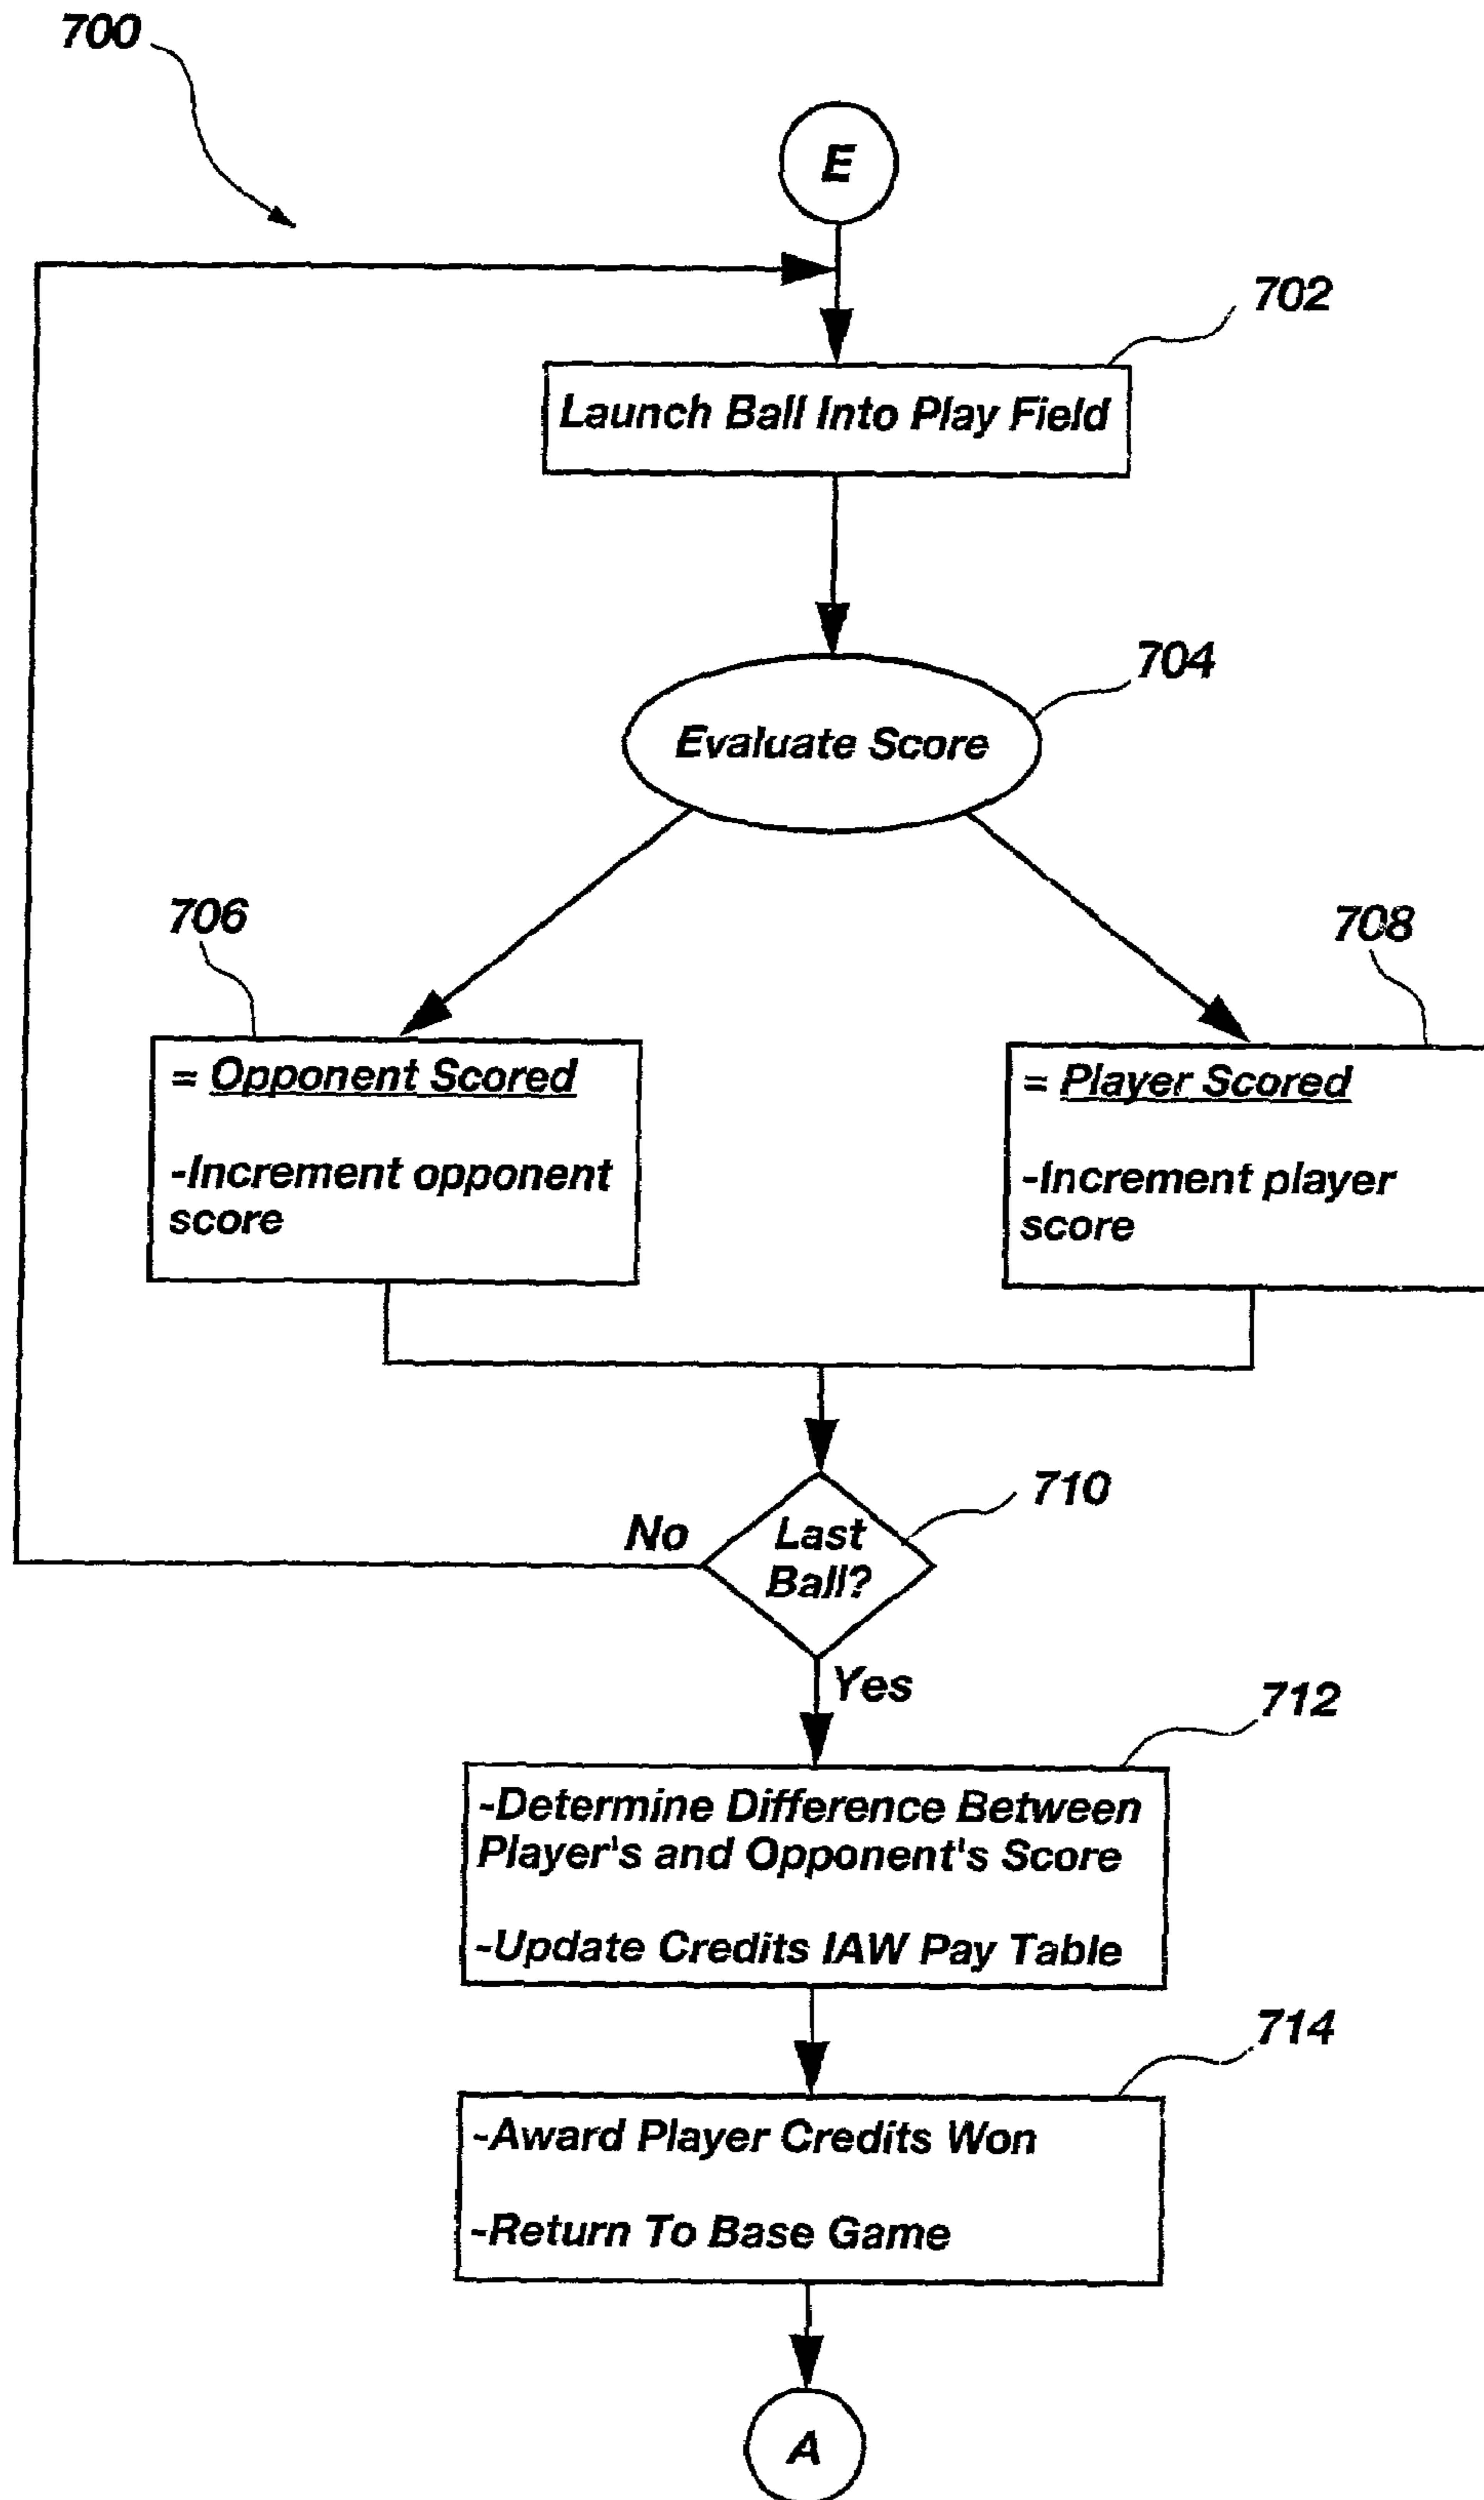 700
E
702
Launch Ball Into Play Field
704
Evaluate Score
706
708
= Opponent Scored
-Increment opponent
score
= Player Scored
-Increment player
score
710
No
Last
Ball?
Yes
712
-Determine Difference Between
Player's and Opponent's Score
-Update Credits IAW Pay Table
714
-Award Player Credits Won
-Return To Base Game
A